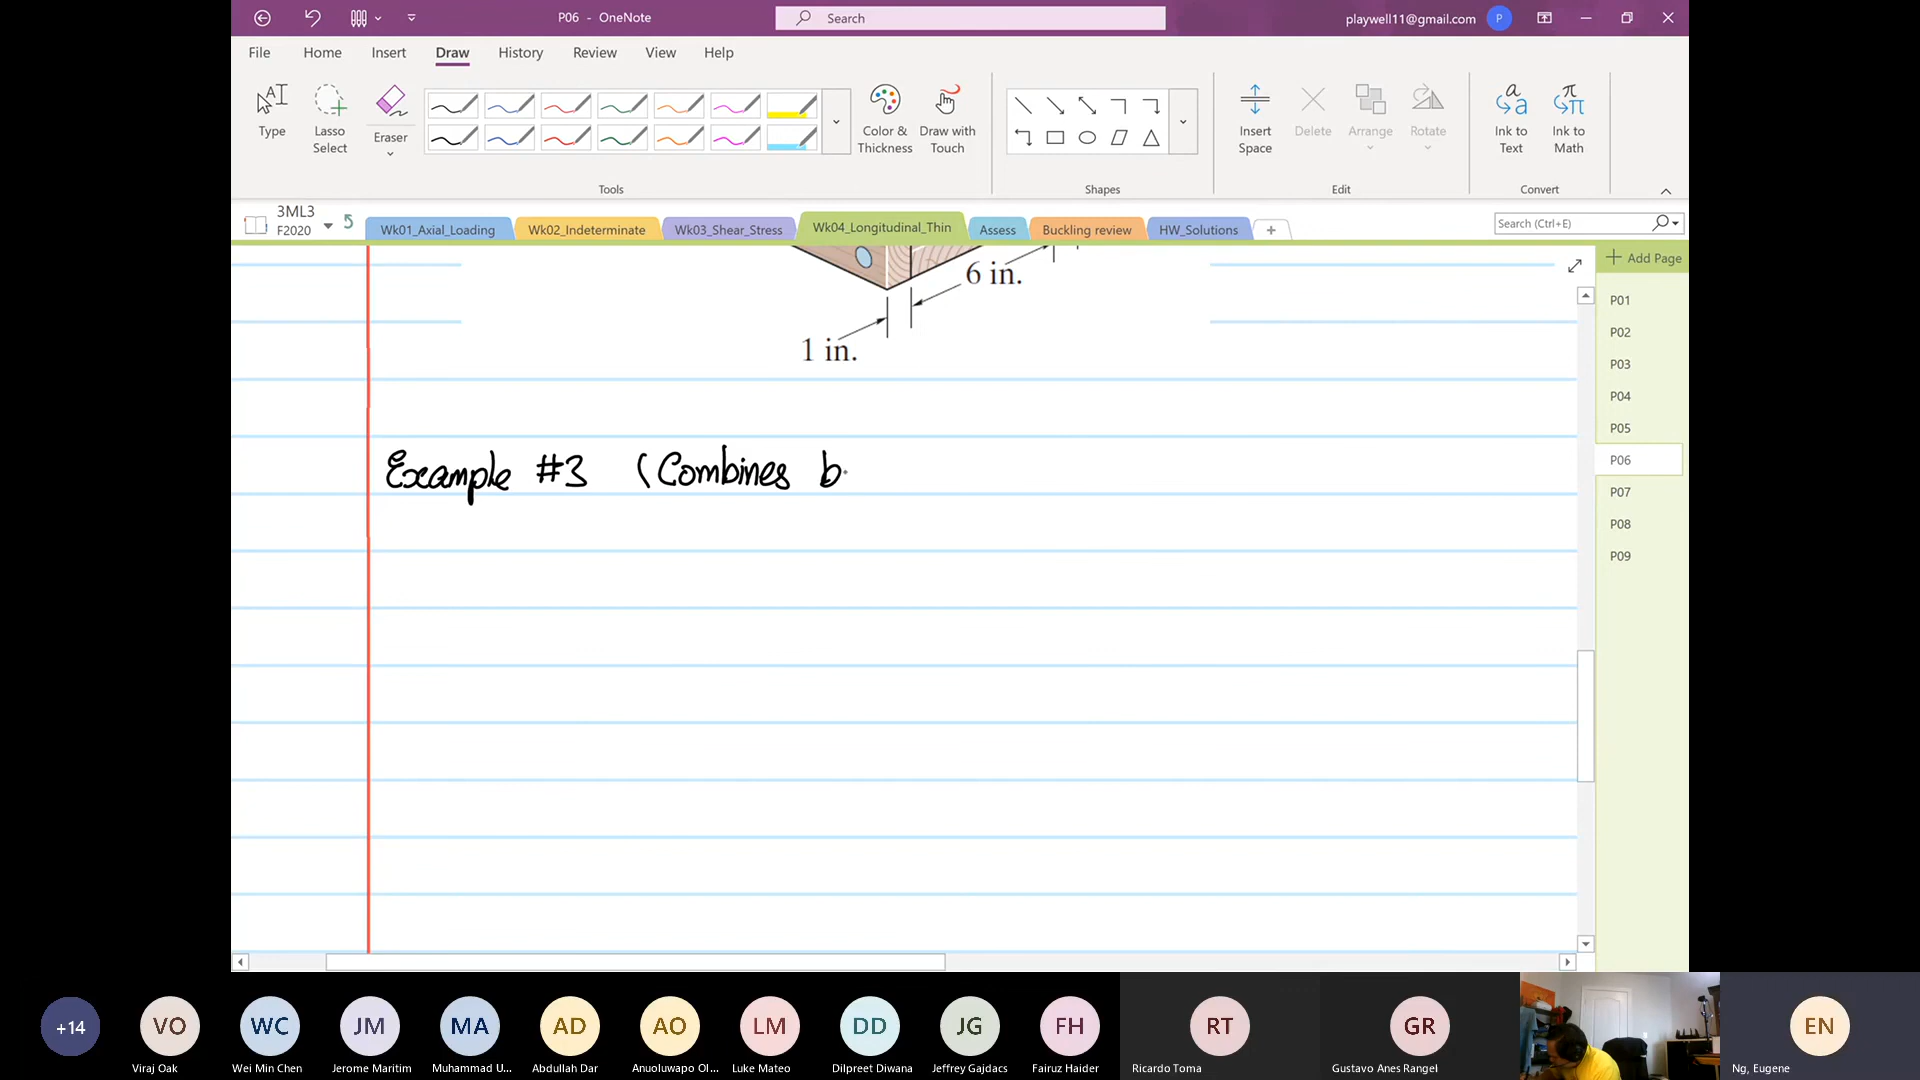 P06 - OneNote
Search
playwell11@gmail.com
P
File Home Insert Draw History Review View Help
Type
Lasso Select
Eraser
Color & Thickness
Draw with Touch
Insert Space
Delete
Arrange
Rotate
Ink to Text
Ink to Math
Tools
Shapes
Edit
Convert
3ML3
F2020
Wk01_Axial_Loading
Wk02_Indeterminate
Wk03_Shear_Stress
Wk04_Longitudinal_Thin
Assess
Buckling review
HW_Solutions
Search (Ctrl+E)
Add Page
P01
P02
P03
P04
P05
P06
P07
P08
P09
6 in.
1 in.
Example #3 (Combines b
+14
VO
WC
JM
MA
AD
AO
LM
DD
JG
FH
RT
GR
EN
Viraj Oak
Wei Min Chen
Jerome Maritim
Muhammad U...
Abdullah Dar
Anuoluwapo Ol...
Luke Mateo
Dilpreet Diwana
Jeffrey Gajdacs
Fairuz Haider
Ricardo Toma
Gustavo Anes Rangel
Ng, Eugene